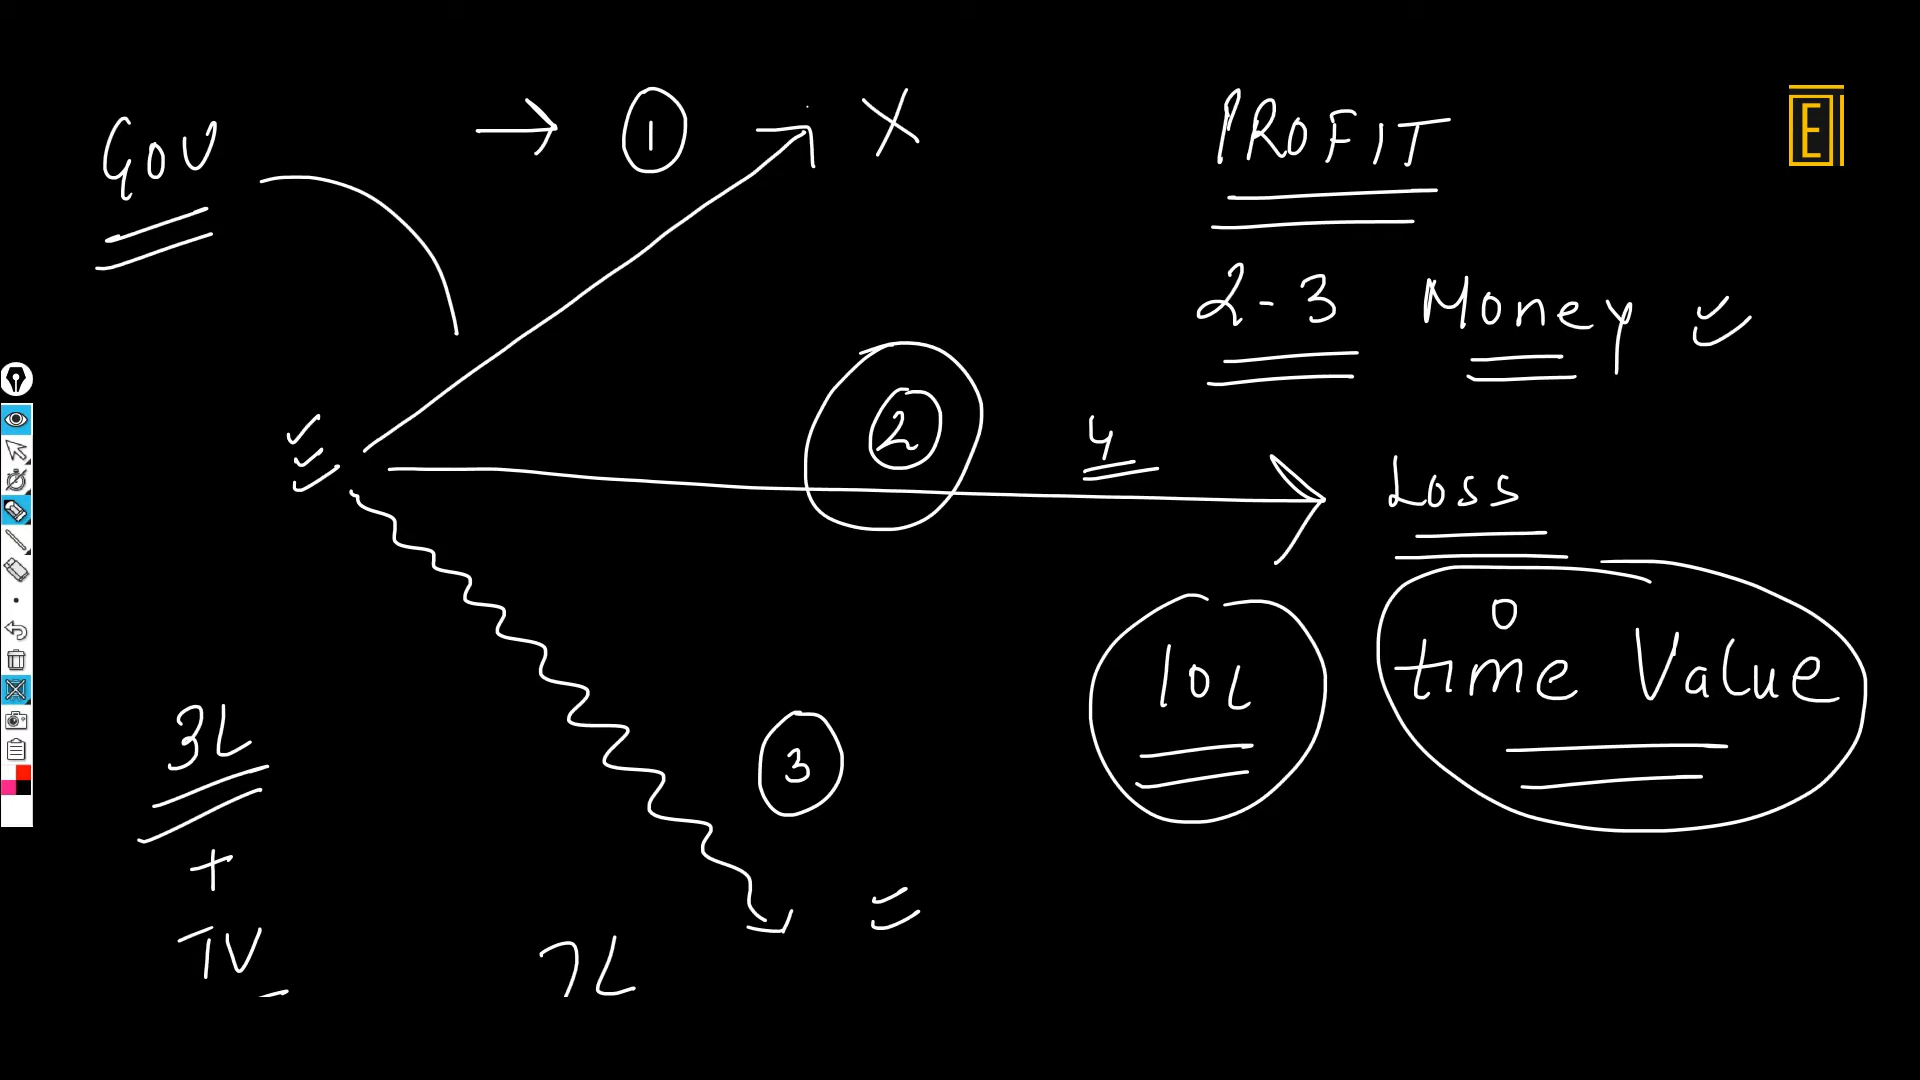 GOV → 1 X
PROFIT
E
2-3 Money
2
4
Loss
0
10L
time Value
3L
3
+
TV
7L